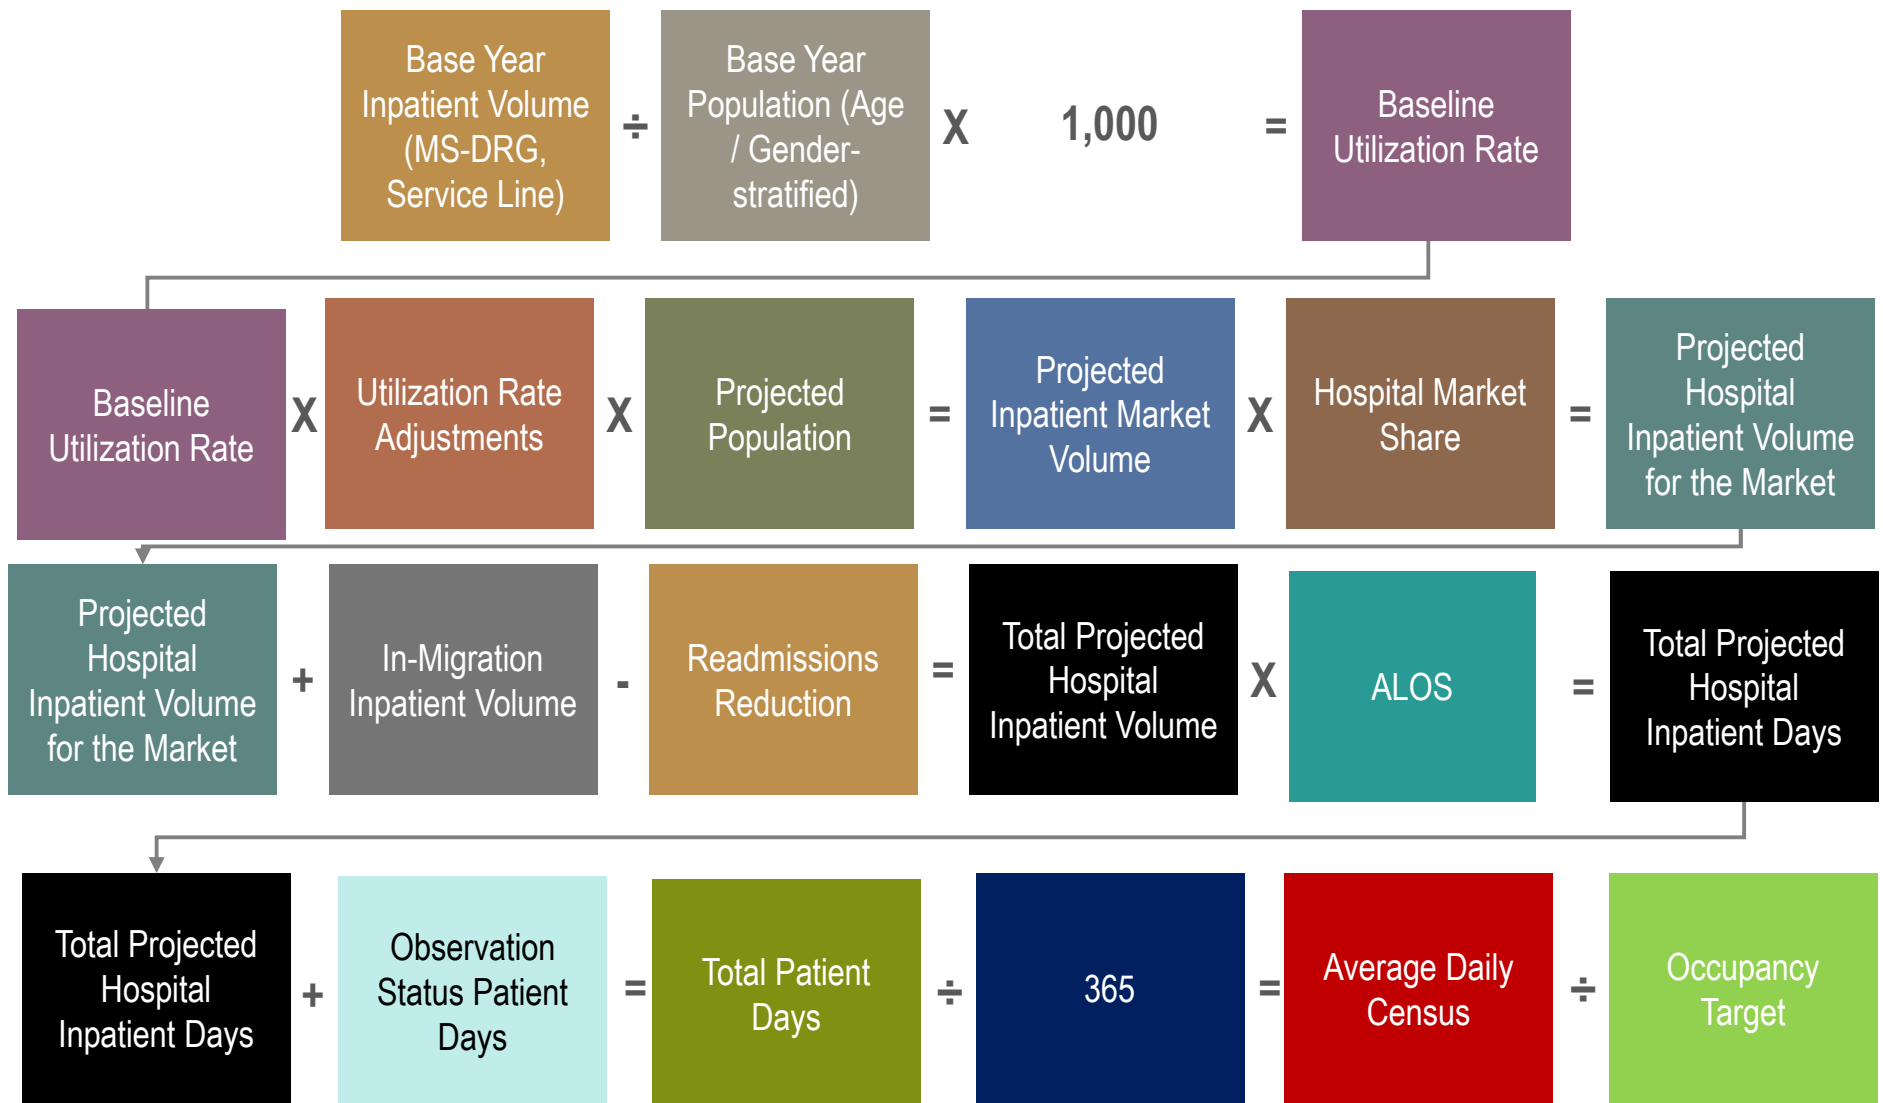 Base Year
Inpatient Volume
(MS-DRG,
Service Line)
÷
Base Year
Population (Age
/ Gender-
stratified)
X
1,000
=
Baseline
Utilization Rate
Baseline
Utilization Rate
X
Utilization Rate
Adjustments
X
Projected
Population
=
Projected
Inpatient Market
Volume
X
Hospital Market
Share
=
Projected
Hospital
Inpatient Volume
for the Market
Projected
Hospital
Inpatient Volume
for the Market
+
In-Migration
Inpatient Volume
-
Readmissions
Reduction
=
Total Projected
Hospital
Inpatient Volume
X
ALOS
=
Total Projected
Hospital
Inpatient Days
Total Projected
Hospital
Inpatient Days
+
Observation
Status Patient
Days
=
Total Patient
Days
÷
365
=
Average Daily
Census
÷
Occupancy
Target